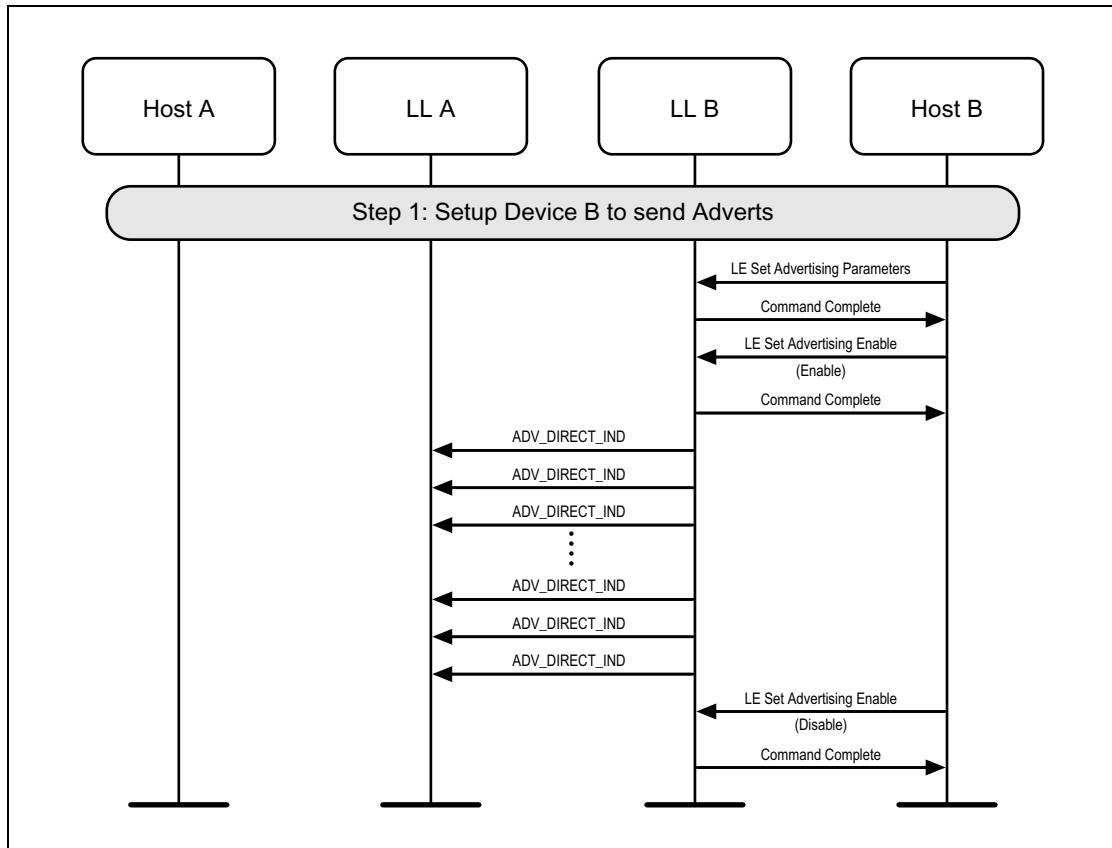 Host A
LL A
LL B
Host B
Step 1: Setup Device B to send Adverts
LE Set Advertising Parameters
Command Complete
LE Set Advertising Enable
(Enable)
Command Complete
ADV_DIRECT_IND
ADV_DIRECT_IND
ADV_DIRECT_IND
ADV_DIRECT_IND
ADV_DIRECT_IND
ADV_DIRECT_IND
LE Set Advertising Enable
(Disable)
Command Complete